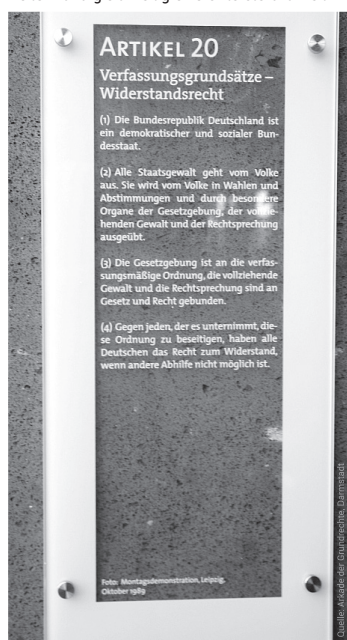 ARTIKEL 20
Verfassungsgrundsätze –
Widerstandsrecht
(1) Die Bundesrepublik Deutschland ist
ein demokratischer und sozialer Bun-
desstaat.
(2) Alle Staatsgewalt geht vom Volke
aus. Sie wird vom Volke in Wahlen und
Abstimmungen und durch besondere
Organe der Gesetzgebung, der vollzie-
henden Gewalt und der Rechtsprechung
ausgeübt.
(3) Die Gesetzgebung ist an die verfas-
sungsmäßige Ordnung, die vollziehende
Gewalt und die Rechtsprechung sind an
Gesetz und Recht gebunden.
(4) Gegen jeden, der es unternimmt, die-
se Ordnung zu beseitigen, haben alle
Deutschen das Recht zum Widerstand,
wenn andere Abhilfe nicht möglich ist.
Foto: Montagsdemonstration, Leipzig,
Oktober 1989
Quelle: Arkade der Grundrechte, Darmstadt